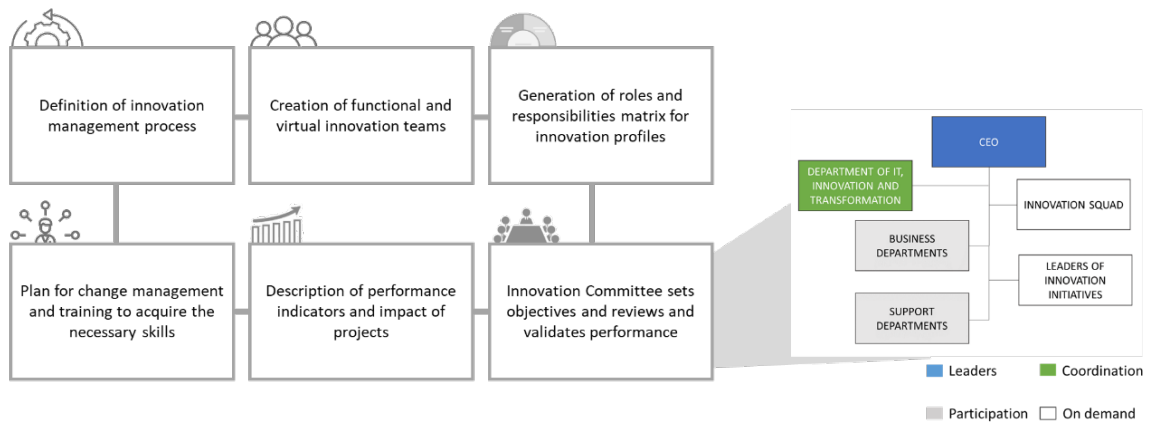 Definition of innovation
management process
Creation of functional and
virtual innovation teams
Generation of roles and
responsibilities matrix for
innovation profiles
Plan for change management
and training to acquire the
necessary skills
Description of performance
indicators and impact of
projects
Innovation Committee sets
objectives and reviews and
validates performance
CEO
DEPARTMENT OF IT,
INNOVATION AND
TRANSFORMATION
INNOVATION SQUAD
BUSINESS
DEPARTMENTS
LEADERS OF
INNOVATION
INITIATIVES
SUPPORT
DEPARTMENTS
Leaders
Coordination
Participation
On demand